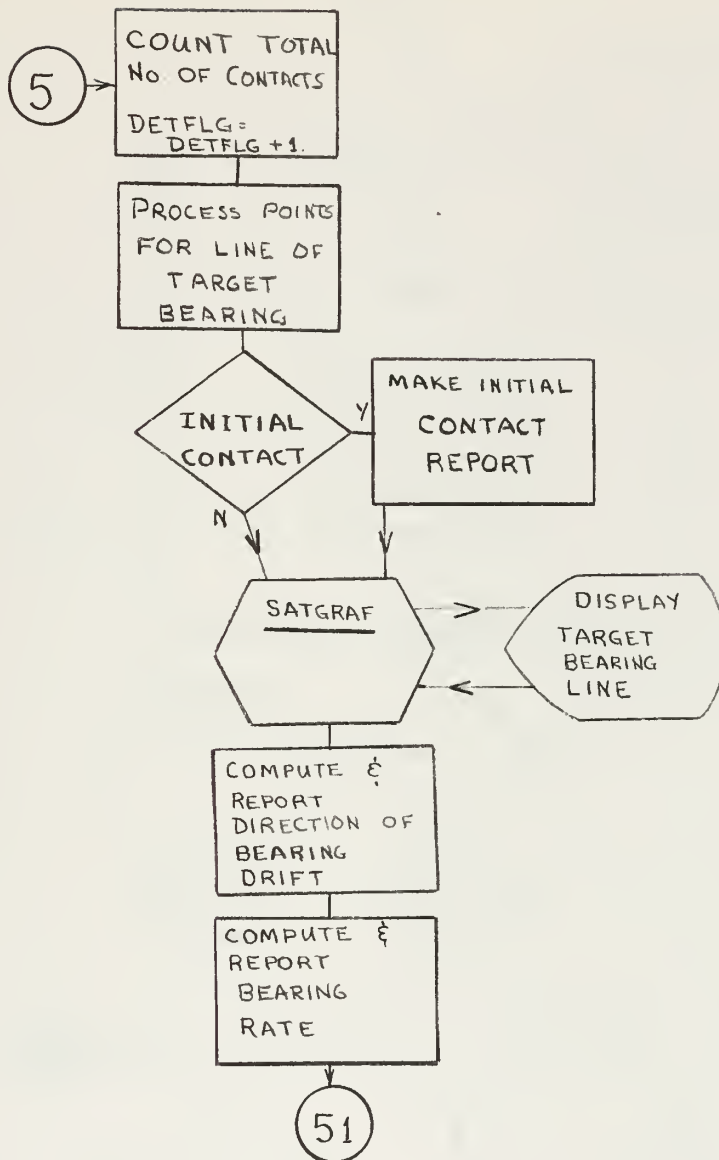 5
COUNT TOTAL
No OF CONTACTS
DETFLG=
DETFLG +1.
PROCESS POINTS
FOR LINE OF
TARGET
BEARING
INITIAL
CONTACT
Y
N
MAKE INITIAL
CONTACT
REPORT
SATGRAF
DISPLAY
TARGET
BEARING
LINE
COMPUTE &
REPORT
DIRECTION OF
BEARING
DRIFT
COMPUTE &
REPORT
BEARING
RATE
51